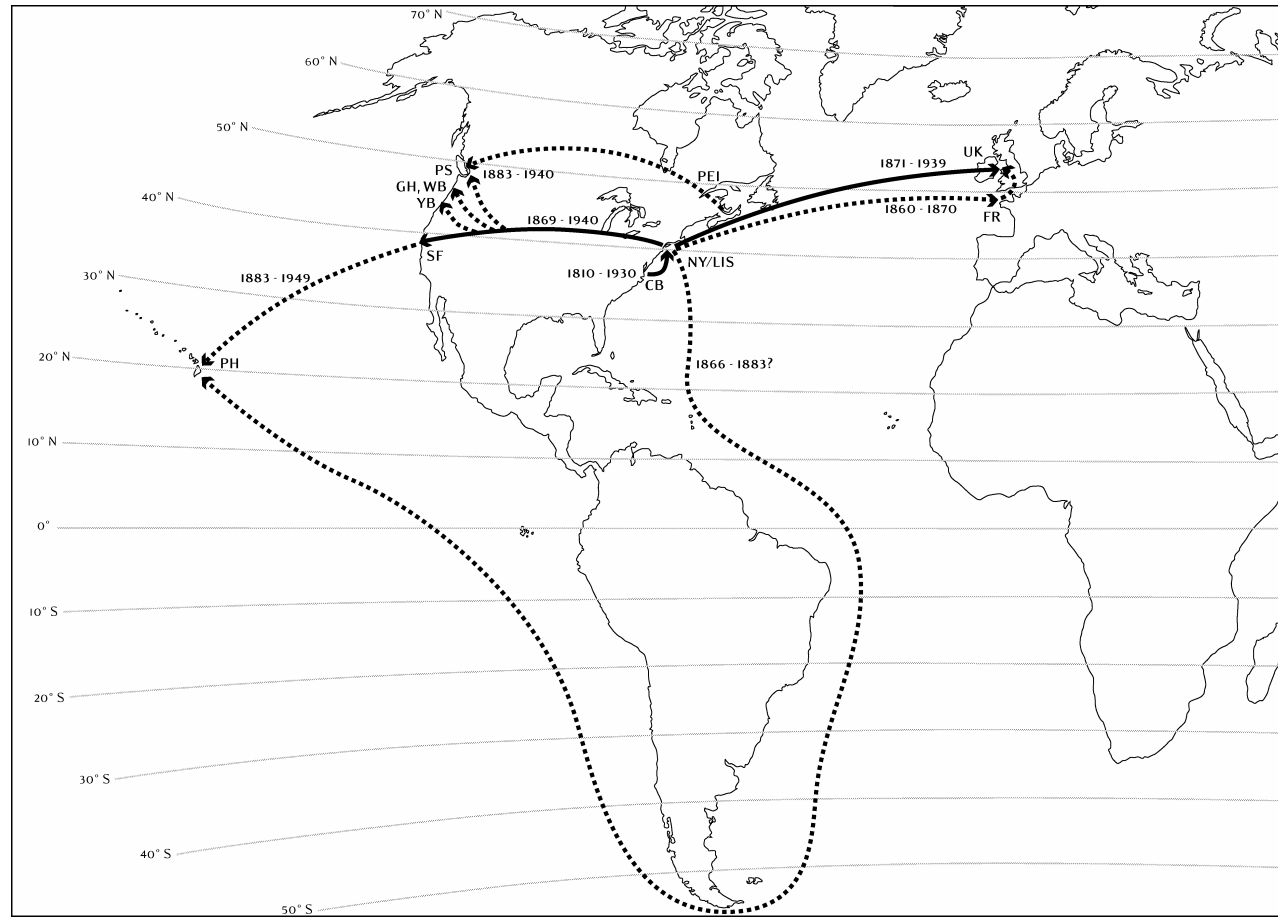 70° N
60° N
50° N
UK
1871 - 1939
PS
1883 - 1940
PEI
GH, WB
40° N
YB
1860 - 1870
FR
1869 - 1940
SF
NY/LIS
30° N
1883 - 1949
1810 - 1930
CB
20° N
PH
1866 - 1883?
10° N
0°
10° S
20° S
30° S
40° S
50° S